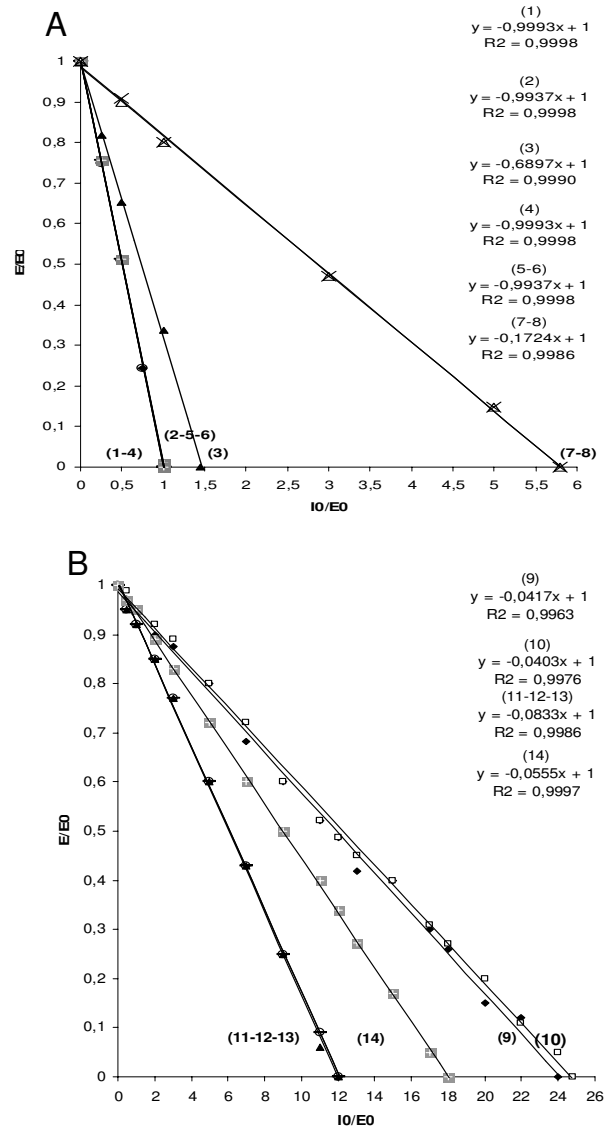 A
(1)
y = -0,9993x + 1
R2 = 0,9998
(2)
y = -0,9937x + 1
R2 = 0,9998
(3)
y = -0,6897x + 1
R2 = 0,9990
(4)
y = -0,9993x + 1
R2 = 0,9998
(5-6)
y = -0,9937x + 1
R2 = 0,9998
(7-8)
y = -0,1724x + 1
R2 = 0,9986
1
0,9
0,8
0,7
0,6
0,5
0,4
0,3
0,2
0,1
0
E/E0
(1-4)
(2-5-6)
(3)
(7-8)
0 0,5 1 1,5 2 2,5 3 3,5 4 4,5 5 5,5 6
I0/E0
B
(9)
y = -0,0417x + 1
R2 = 0,9963
(10)
y = -0,0403x + 1
R2 = 0,9976
(11-12-13)
y = -0,0833x + 1
R2 = 0,9986
(14)
y = -0,0555x + 1
R2 = 0,9997
1
0,9
0,8
0,7
0,6
0,5
0,4
0,3
0,2
0,1
0
E/E0
(11-12-13) (14) (9) (10)
0 2 4 6 8 10 12 14 16 18 20 22 24 26
I0/E0